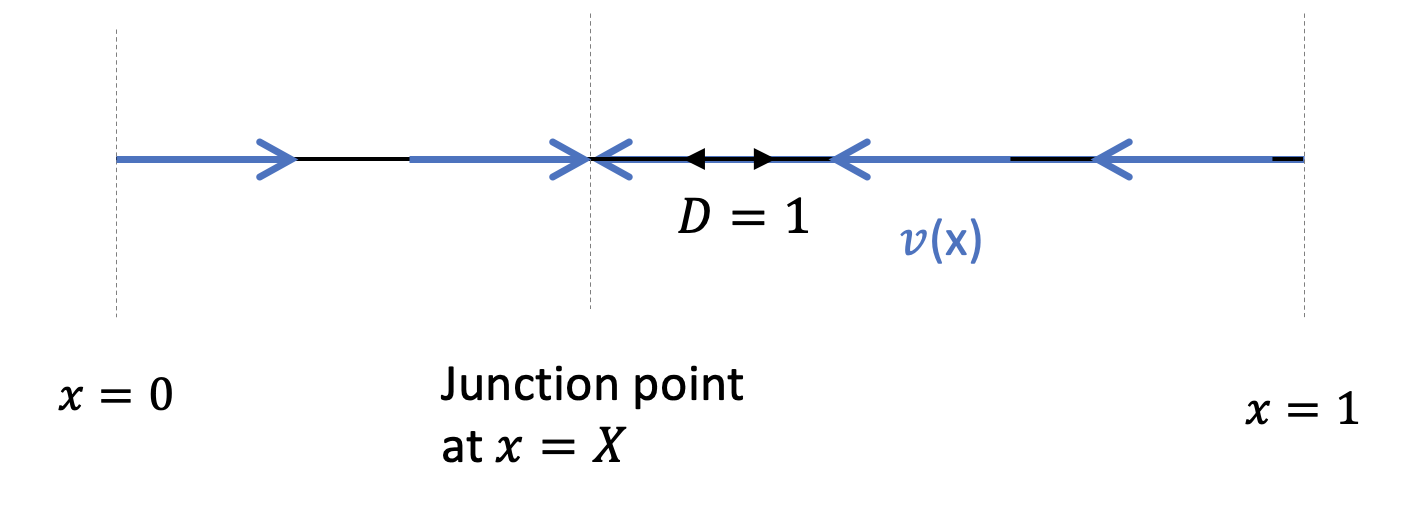 D = 1
v(x)
x = 0
Junction point
at x = X
x = 1